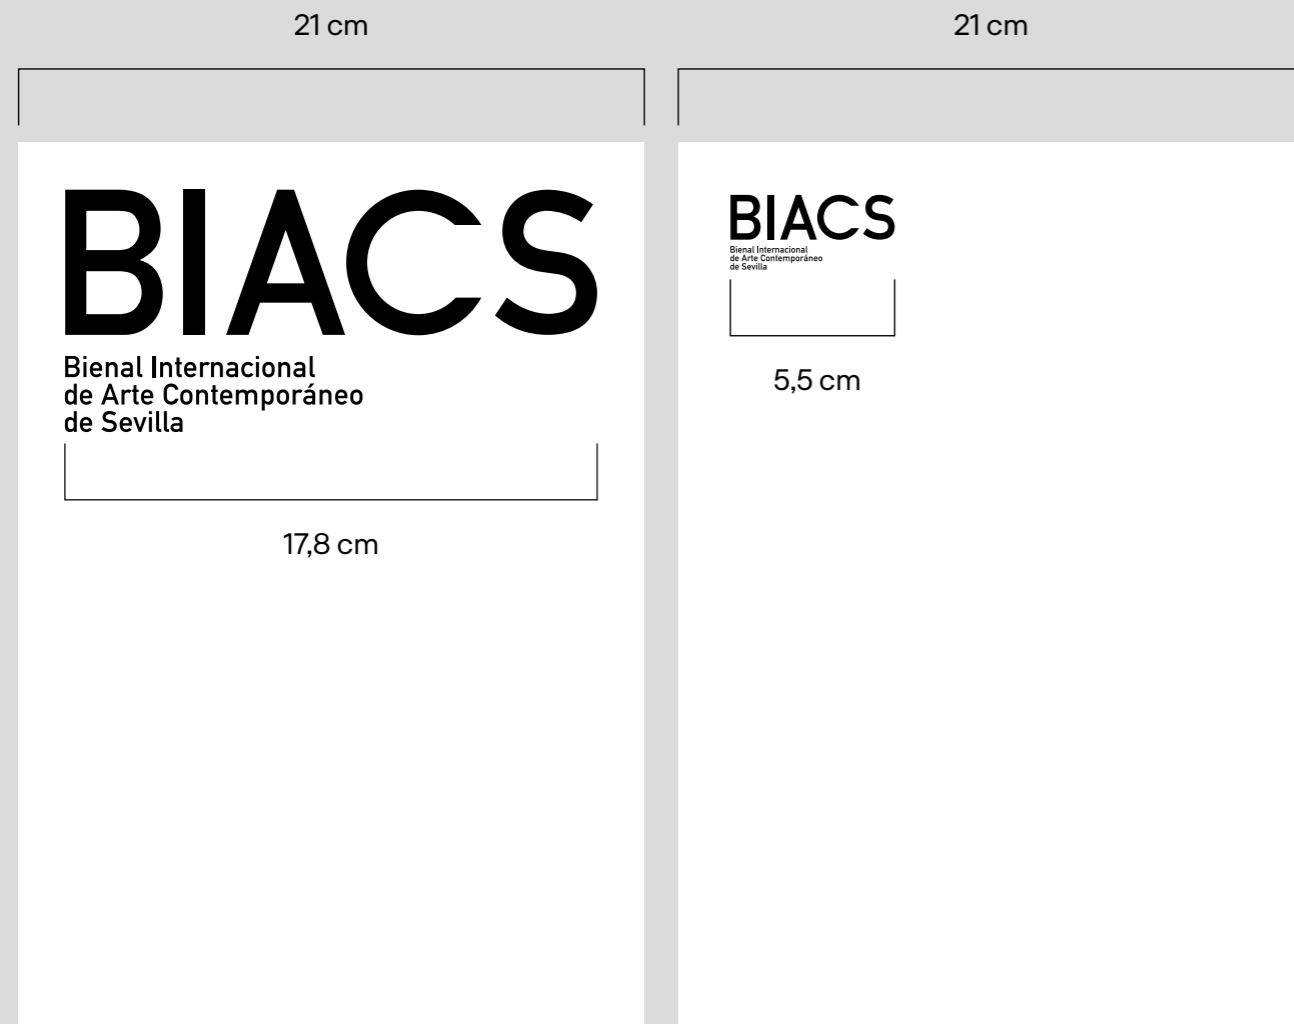 21 cm
BIACS
Bienal Internacional
de Arte Contemporáneo
de Sevilla
17,8 cm
21 cm
BIACS
Bienal Internacional
de Arte Contemporáneo
de Sevilla
5,5 cm